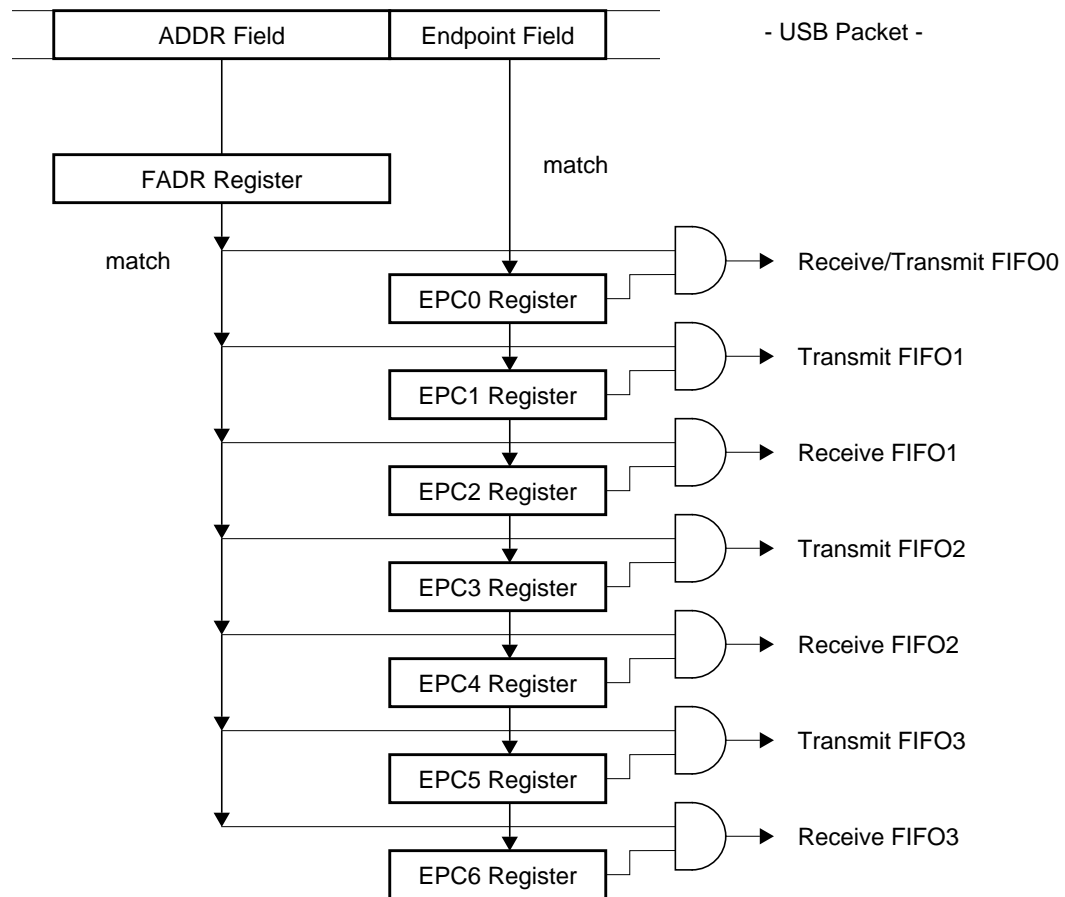 ADDR Field
Endpoint Field
- USB Packet -
match
FADR Register
match
Receive/Transmit FIFO0
EPC0 Register
Transmit FIFO1
EPC1 Register
Receive FIFO1
EPC2 Register
Transmit FIFO2
EPC3 Register
Receive FIFO2
EPC4 Register
Transmit FIFO3
EPC5 Register
Receive FIFO3
EPC6 Register